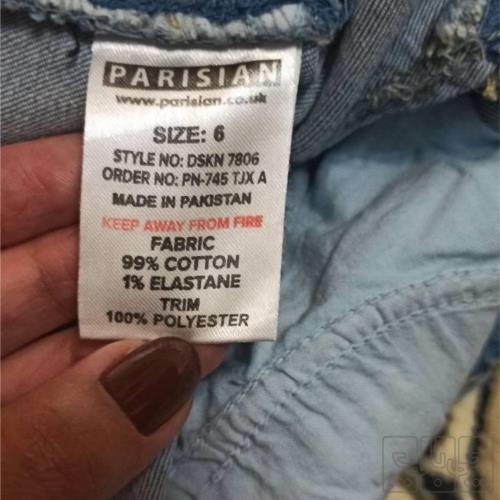 PARISIAN
www.parisian.co.uk
SIZE: 6
STYLE NO: DSKN 7806
ORDER NO: PN-745 TJX A
MADE IN PAKISTAN
KEEP AWAY FROM FIRE
FABRIC
99% COTTON
1% ELASTANE
TRIM
100% POLYESTER